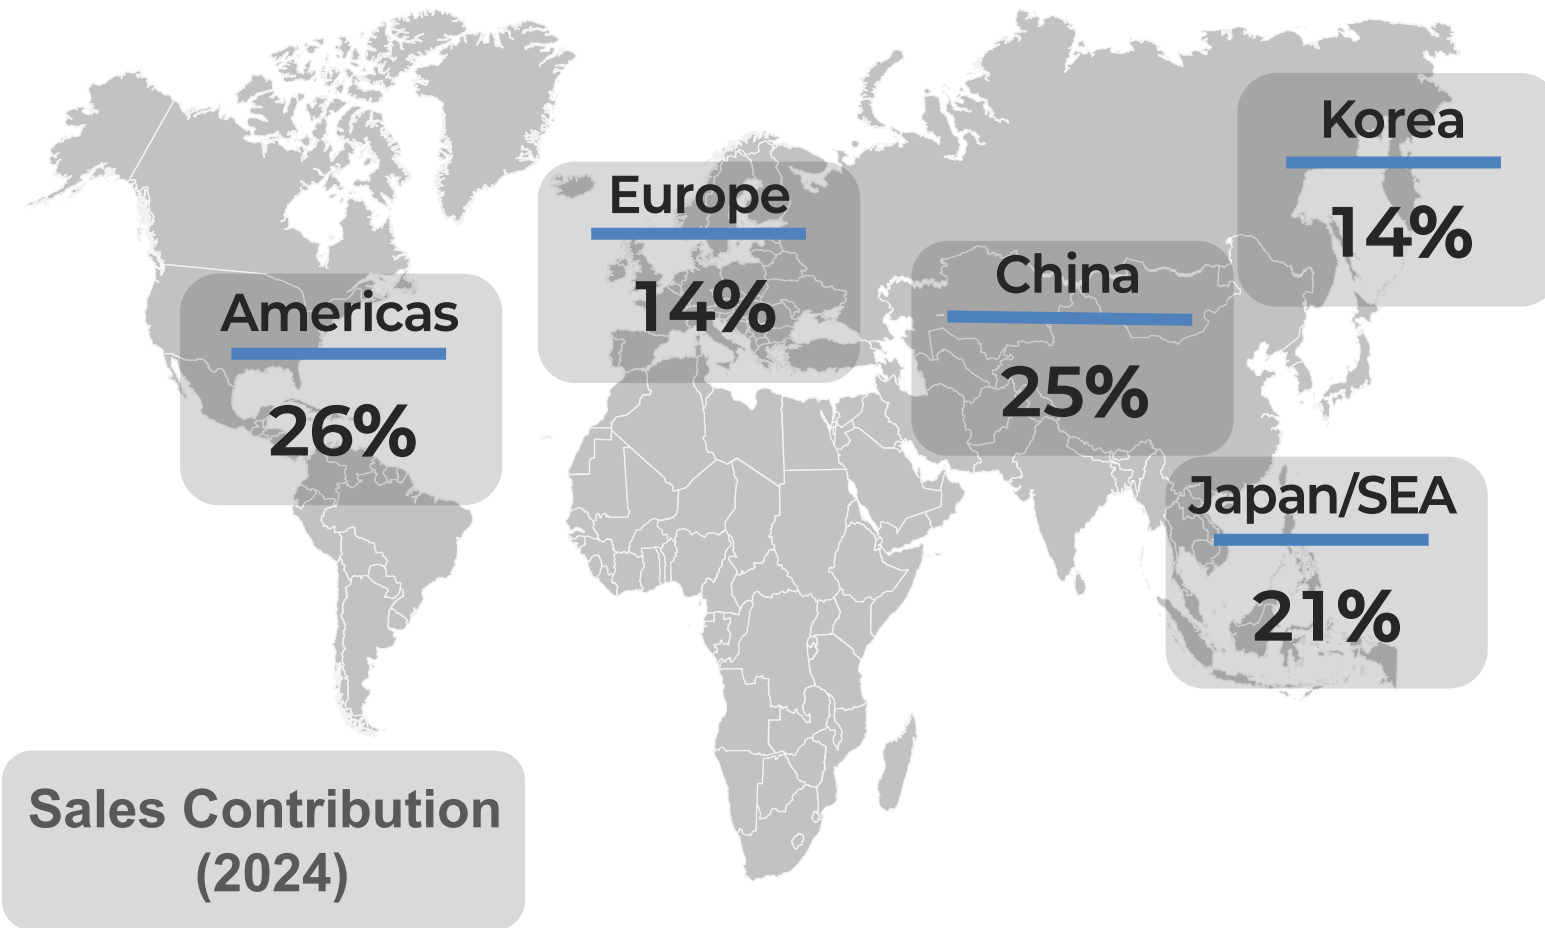 Korea
14%
Europe
14%
China
25%
Americas
26%
Japan/SEA
21%
Sales Contribution
(2024)